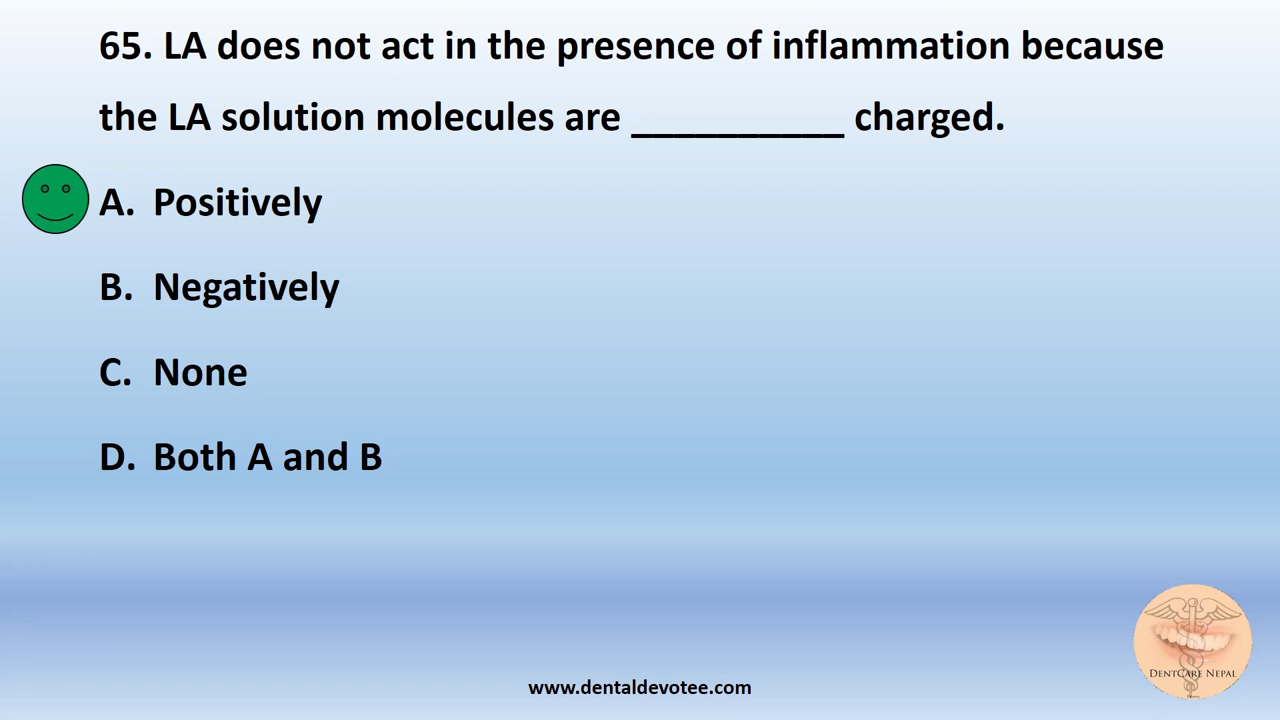 65. LA does not act in the presence of inflammation because
the LA solution molecules are __________ charged.
A. Positively
B. Negatively
C. None
D. Both A and B
DentCare Nepal
www.dentaldevotee.com